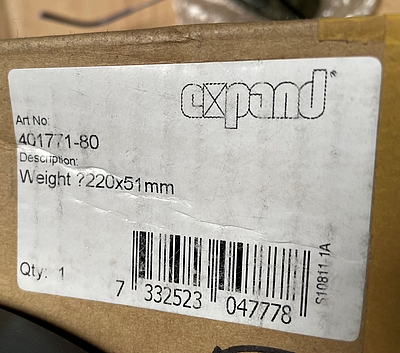 expand
Art No:
401771-80
Description:
Weight ?220x51mm
Qty: 1
7 332523 047778
S10811 1A